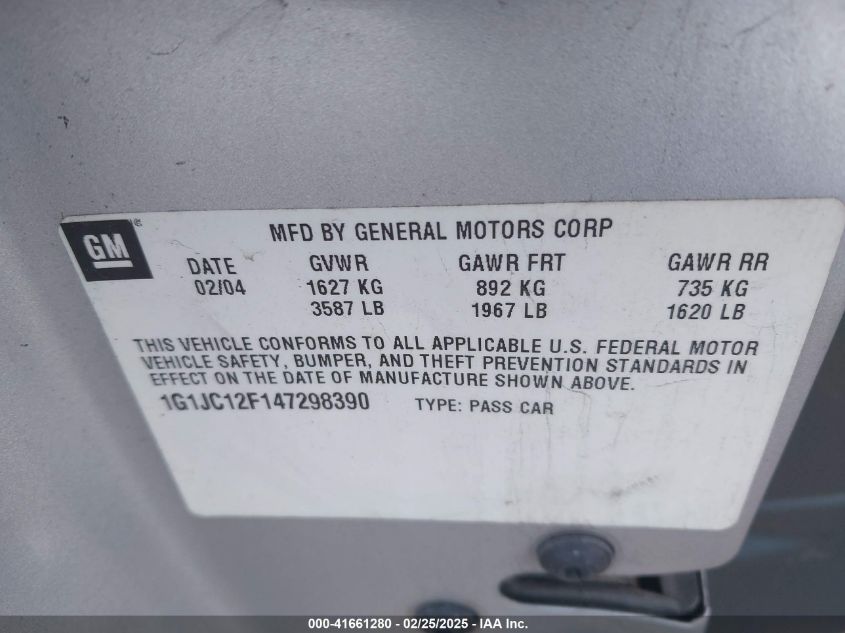 GM
MFD BY GENERAL MOTORS CORP
DATE GVWR GAWR FRT GAWR RR
02/04 1627 KG 892 KG 735 KG
3587 LB 1967 LB 1620 LB
THIS VEHICLE CONFORMS TO ALL APPLICABLE U.S. FEDERAL MOTOR
VEHICLE SAFETY, BUMPER, AND THEFT PREVENTION STANDARDS IN
EFFECT ON THE DATE OF MANUFACTURE SHOWN ABOVE.
1G1JC12F147298390 TYPE: PASS CAR
000-41661280 - 02/25/2025 - IAA Inc.